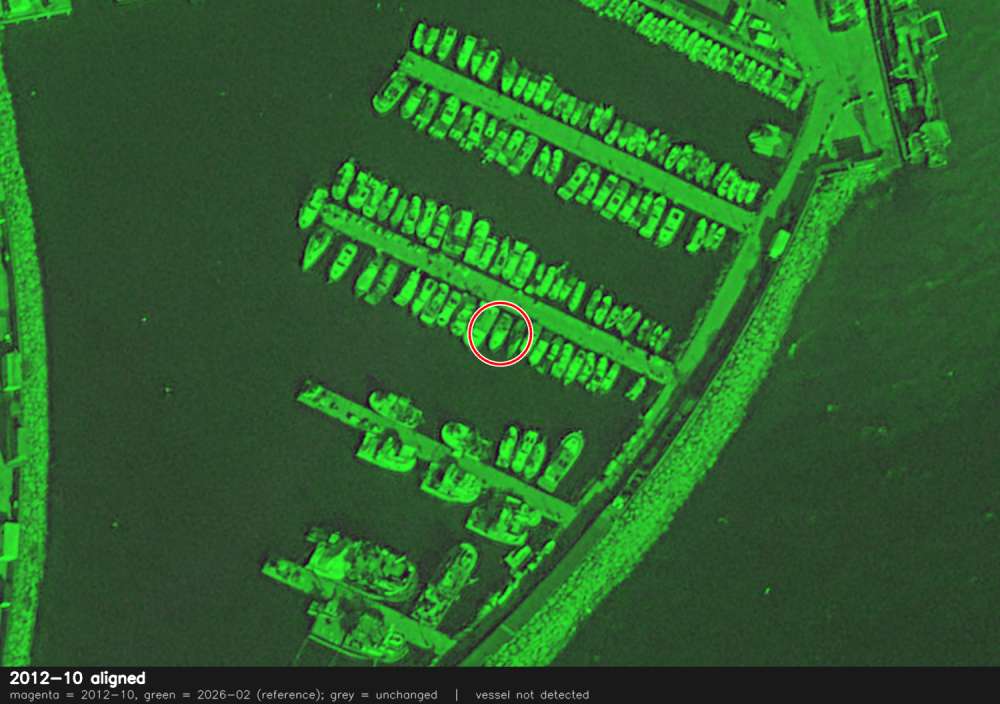 2012-10 aligned
magenta = 2012-10, green = 2026-02 (reference); grey = unchanged | vessel not detected